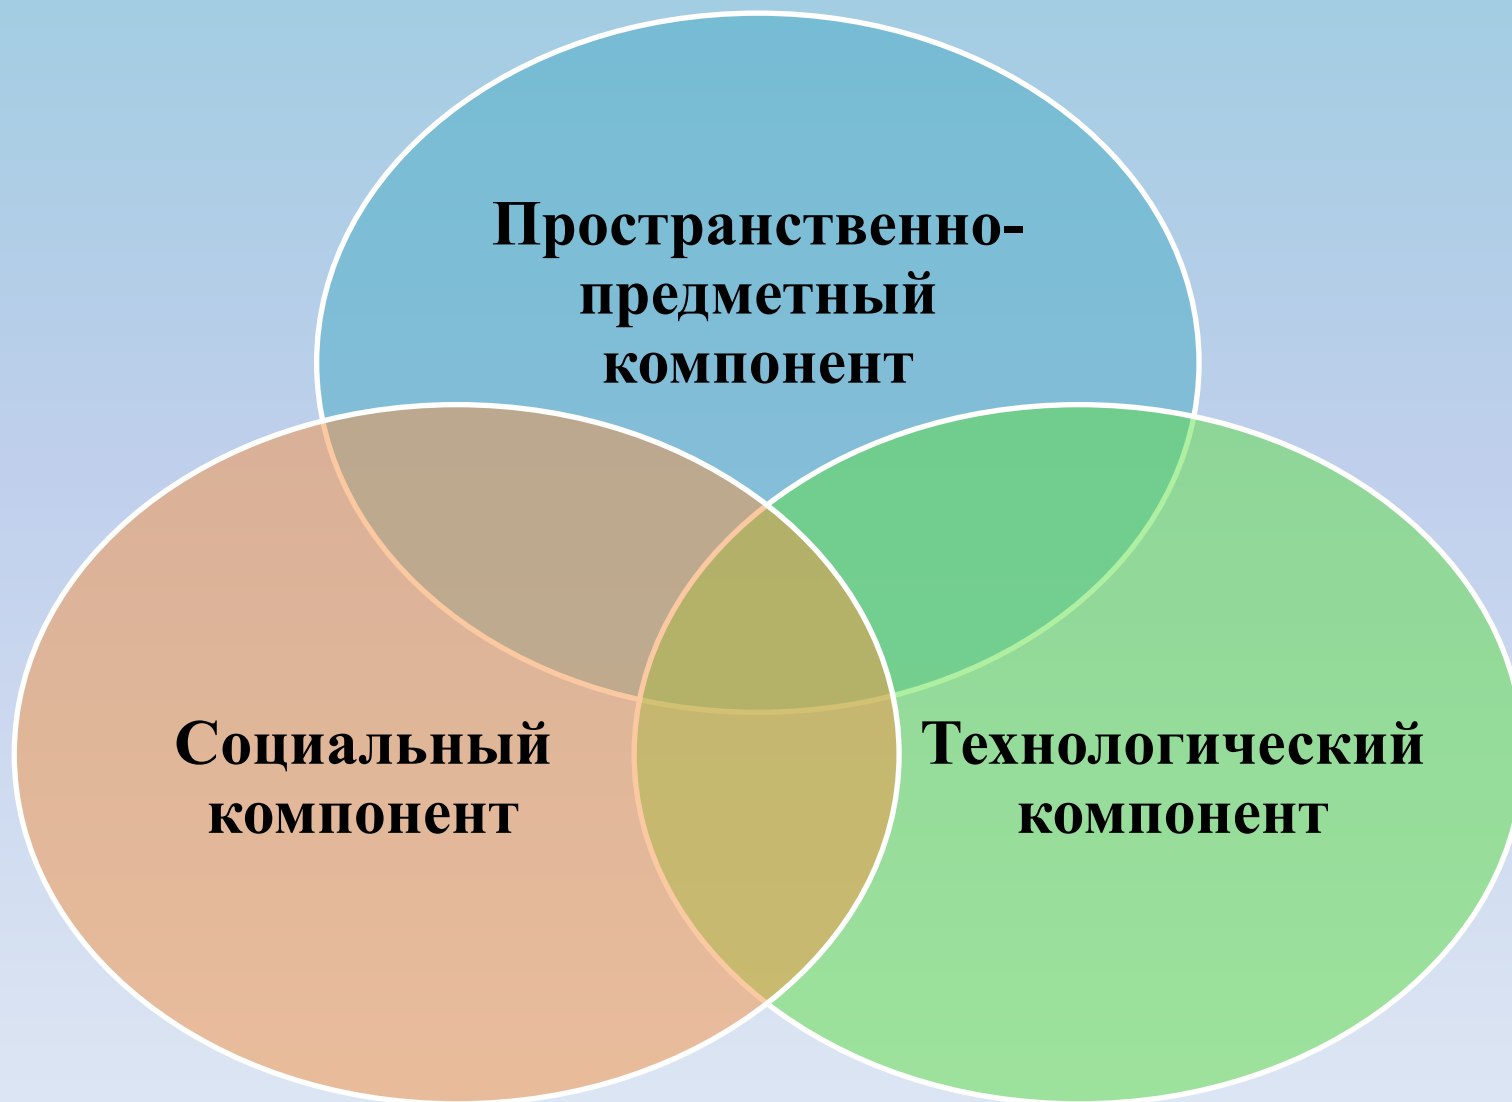 Пространственно-
предметный
компонент
Социальный
компонент
Технологический
компонент